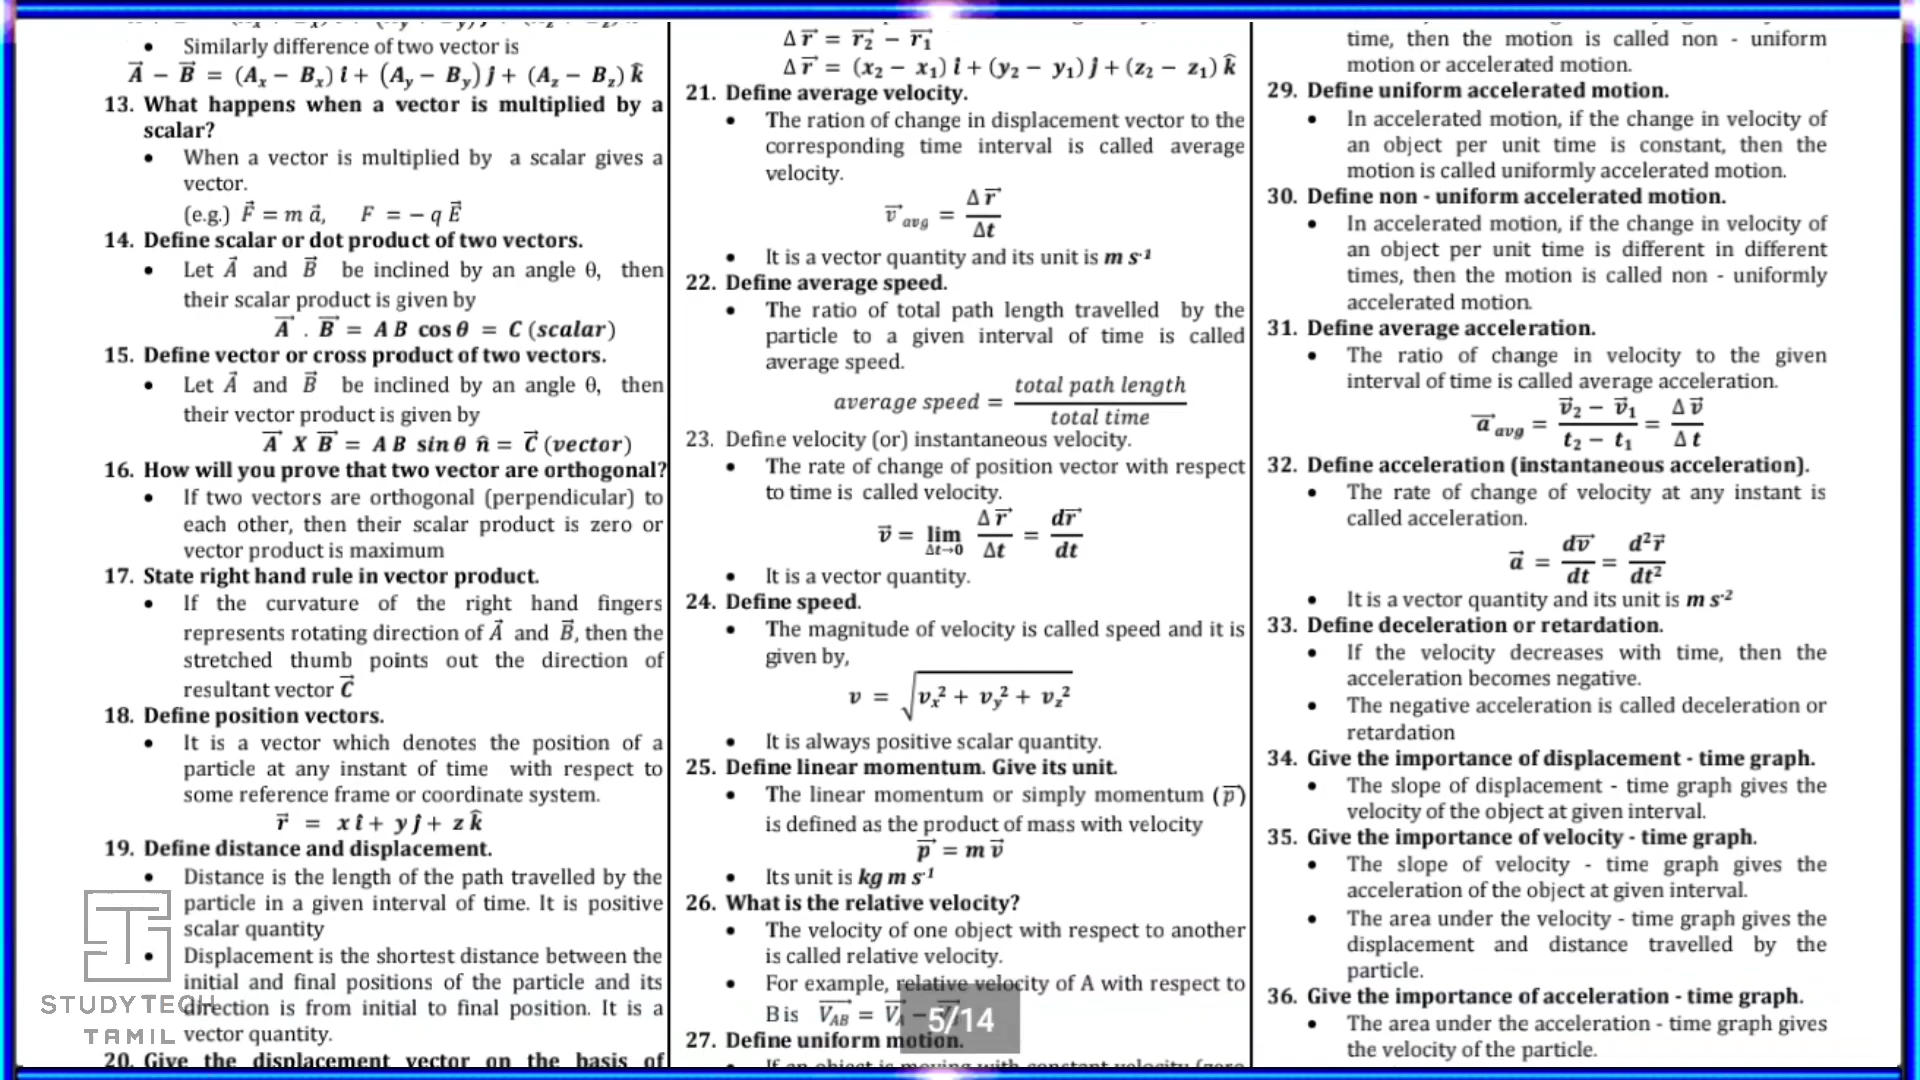 • Similarly difference of two vector is
A⃗ − B⃗ = (Aₓ − Bₓ) î + (A_y − B_y) ĵ + (A_z − B_z) k̂
13. What happens when a vector is multiplied by a
scalar?
• When a vector is multiplied by a scalar gives a
vector.
(e.g.) F⃗ = m a⃗, F = − q E⃗
14. Define scalar or dot product of two vectors.
• Let A⃗ and B⃗ be inclined by an angle θ, then
their scalar product is given by
A⃗ . B⃗ = A B cos θ = C (scalar)
15. Define vector or cross product of two vectors.
• Let A⃗ and B⃗ be inclined by an angle θ, then
their vector product is given by
A⃗ X B⃗ = A B sin θ n̂ = C⃗ (vector)
16. How will you prove that two vector are orthogonal?
• If two vectors are orthogonal (perpendicular) to
each other, then their scalar product is zero or
vector product is maximum
17. State right hand rule in vector product.
• If the curvature of the right hand fingers
represents rotating direction of A⃗ and B⃗, then the
stretched thumb points out the direction of
resultant vector C⃗
18. Define position vectors.
• It is a vector which denotes the position of a
particle at any instant of time with respect to
some reference frame or coordinate system.
r⃗ = x î + y ĵ + z k̂
19. Define distance and displacement.
• Distance is the length of the path travelled by the
particle in a given interval of time. It is positive
scalar quantity
• Displacement is the shortest distance between the
initial and final positions of the particle and its
direction is from initial to final position. It is a
vector quantity.
20. Give the displacement vector on the basis of
Δ r⃗ = r₂⃗ − r₁⃗
Δ r⃗ = (x₂ − x₁) î + (y₂ − y₁) ĵ + (z₂ − z₁) k̂
21. Define average velocity.
• The ration of change in displacement vector to the
corresponding time interval is called average
velocity.
v⃗ avg = Δ r⃗ / Δt
• It is a vector quantity and its unit is m s⁻¹
22. Define average speed.
• The ratio of total path length travelled by the
particle to a given interval of time is called
average speed.
average speed = total path length / total time
23. Define velocity (or) instantaneous velocity.
• The rate of change of position vector with respect
to time is called velocity.
v⃗ = lim Δt→0 Δ r⃗ / Δt = dr⃗ / dt
• It is a vector quantity.
24. Define speed.
• The magnitude of velocity is called speed and it is
given by,
v = √(vₓ² + v_y² + v_z²)
• It is always positive scalar quantity.
25. Define linear momentum. Give its unit.
• The linear momentum or simply momentum (p⃗)
is defined as the product of mass with velocity
p⃗ = m v⃗
• Its unit is kg m s⁻¹
26. What is the relative velocity?
• The velocity of one object with respect to another
is called relative velocity.
• For example, relative velocity of A with respect to
B is V_AB⃗ = V_A⃗ −
27. Define uniform motion.
• If an object is moving with constant velocity (zero
time, then the motion is called non - uniform
motion or accelerated motion.
29. Define uniform accelerated motion.
• In accelerated motion, if the change in velocity of
an object per unit time is constant, then the
motion is called uniformly accelerated motion.
30. Define non - uniform accelerated motion.
• In accelerated motion, if the change in velocity of
an object per unit time is different in different
times, then the motion is called non - uniformly
accelerated motion.
31. Define average acceleration.
• The ratio of change in velocity to the given
interval of time is called average acceleration.
a⃗ avg = v⃗₂ − v⃗₁ / t₂ − t₁ = Δ v⃗ / Δ t
32. Define acceleration (instantaneous acceleration).
• The rate of change of velocity at any instant is
called acceleration.
a⃗ = dv⃗ / dt = d²r⃗ / dt²
• It is a vector quantity and its unit is m s⁻²
33. Define deceleration or retardation.
• If the velocity decreases with time, then the
acceleration becomes negative.
• The negative acceleration is called deceleration or
retardation
34. Give the importance of displacement - time graph.
• The slope of displacement - time graph gives the
velocity of the object at given interval.
35. Give the importance of velocity - time graph.
• The slope of velocity - time graph gives the
acceleration of the object at given interval.
• The area under the velocity - time graph gives the
displacement and distance travelled by the
particle.
36. Give the importance of acceleration - time graph.
• The area under the acceleration - time graph gives
the velocity of the particle.
STUDYTECH
TAMIL
5/14